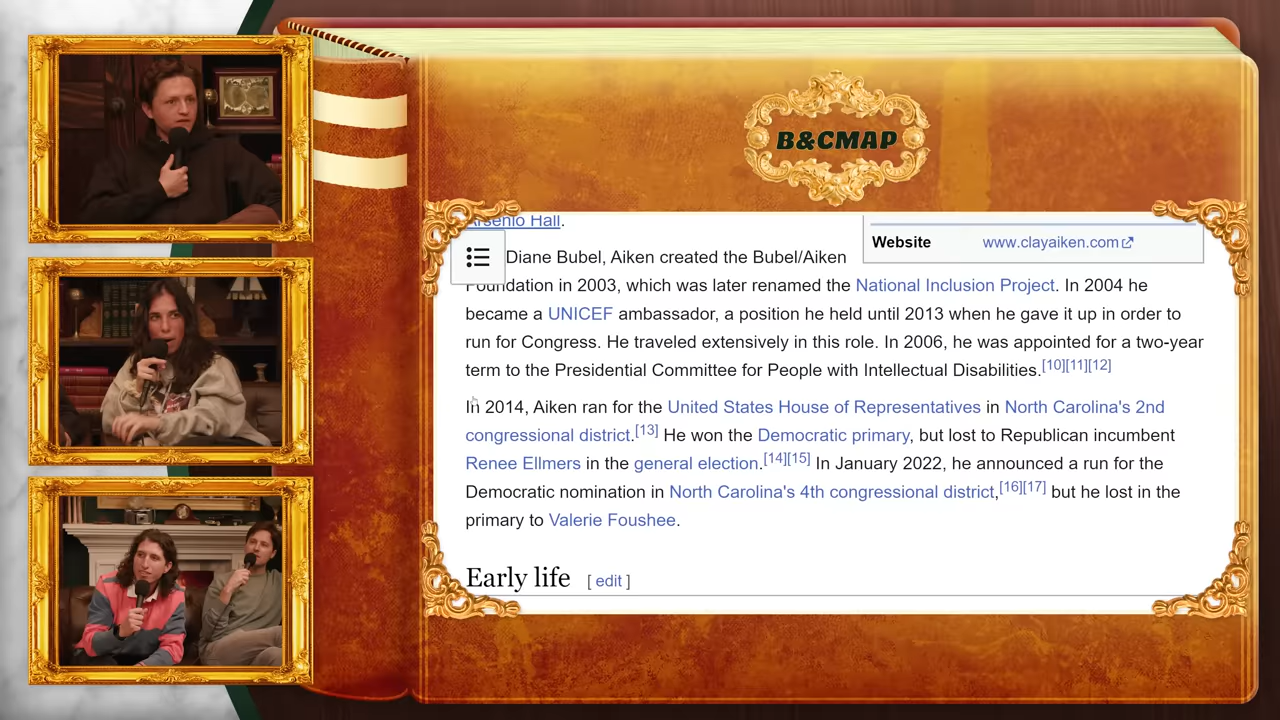 B&CMAP
Arsenio Hall.
Website www.clayaiken.com
Diane Bubel, Aiken created the Bubel/Aiken
Foundation in 2003, which was later renamed the National Inclusion Project. In 2004 he
became a UNICEF ambassador, a position he held until 2013 when he gave it up in order to
run for Congress. He traveled extensively in this role. In 2006, he was appointed for a two-year
term to the Presidential Committee for People with Intellectual Disabilities.[10][11][12]
In 2014, Aiken ran for the United States House of Representatives in North Carolina's 2nd
congressional district.[13] He won the Democratic primary, but lost to Republican incumbent
Renee Ellmers in the general election.[14][15] In January 2022, he announced a run for the
Democratic nomination in North Carolina's 4th congressional district,[16][17] but he lost in the
primary to Valerie Foushee.
Early life [ edit ]